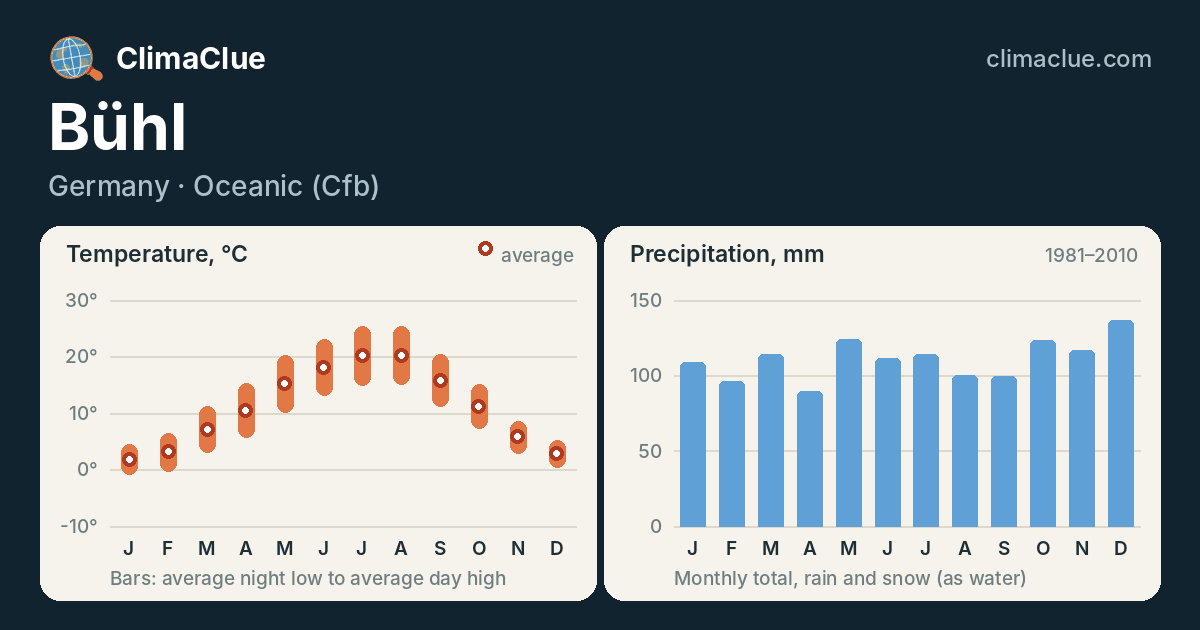 ClimaClue
climaclue.com
Bühl
Germany · Oceanic (Cfb)
Temperature, °C
average
30°
20°
10°
0°
-10°
J F M A M J J A S O N D
Bars: average night low to average day high
Precipitation, mm
1981–2010
150
100
50
0
J F M A M J J A S O N D
Monthly total, rain and snow (as water)